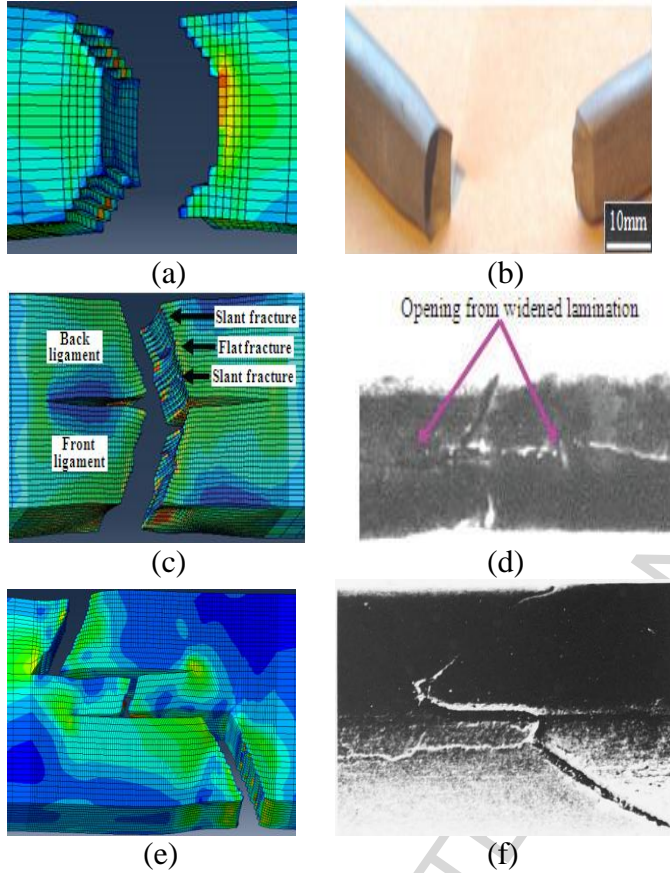 10mm
(a)
(b)
Slant fracture
Back
ligament
Flat fracture
Slant fracture
Front
ligament
(c)
Opening from widened lamination
(d)
(e)
(f)